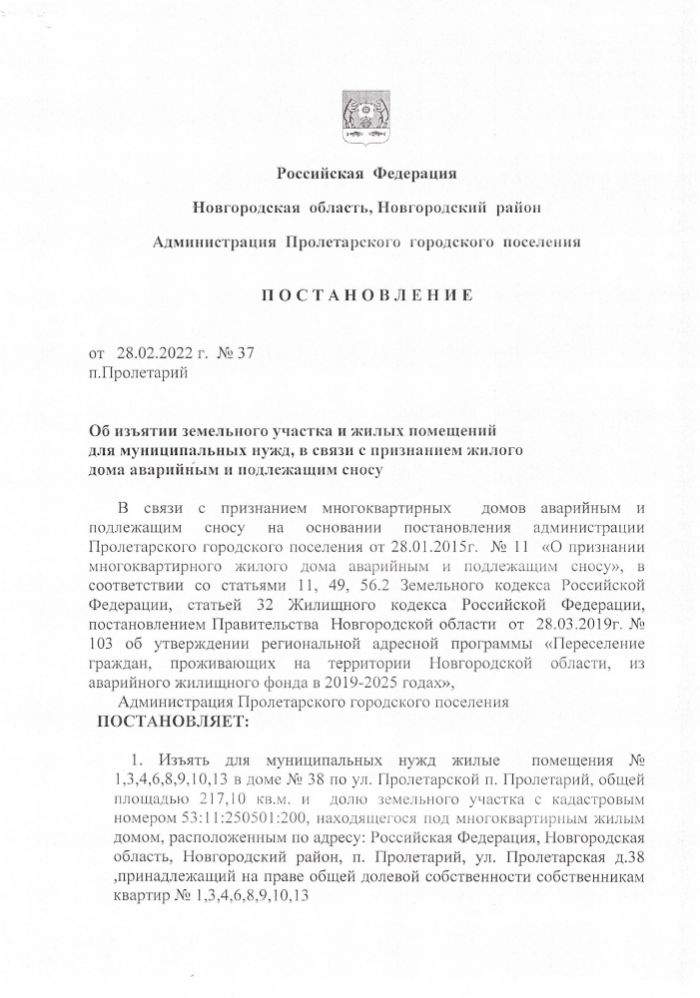 Российская Федерация
Новгородская область, Новгородский район
Администрация Пролетарского городского поселения
ПОСТАНОВЛЕНИЕ
от 28.02.2022 г. № 37
п.Пролетарий
Об изъятии земельного участка и жилых помещений
для муниципальных нужд, в связи с признанием жилого
дома аварийным и подлежащим сносу
В связи с признанием многоквартирных домов аварийным и
подлежащим сносу на основании постановления администрации
Пролетарского городского поселения от 28.01.2015г. № 11 «О признании
многоквартирного жилого дома аварийным и подлежащим сносу», в
соответствии со статьями 11, 49, 56.2 Земельного кодекса Российской
Федерации, статьей 32 Жилищного кодекса Российской Федерации,
постановлением Правительства Новгородской области от 28.03.2019г. №
103 об утверждении региональной адресной программы «Переселение
граждан, проживающих на территории Новгородской области, из
аварийного жилищного фонда в 2019-2025 годах»,
Администрация Пролетарского городского поселения
ПОСТАНОВЛЯЕТ:
1. Изъять для муниципальных нужд жилые помещения №
1,3,4,6,8,9,10,13 в доме № 38 по ул. Пролетарской п. Пролетарий, общей
площадью 217,10 кв.м. и долю земельного участка с кадастровым
номером 53:11:250501:200, находящегося под многоквартирным жилым
домом, расположенным по адресу: Российская Федерация, Новгородская
область, Новгородский район, п. Пролетарий, ул. Пролетарская д.38
,принадлежащий на праве общей долевой собственности собственникам
квартир № 1,3,4,6,8,9,10,13